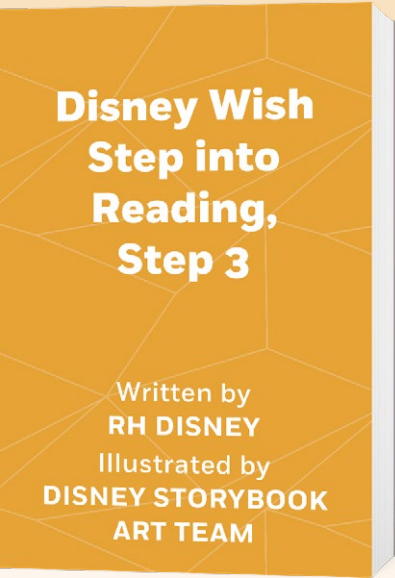 Disney Wish
Step into
Reading,
Step 3
Written by
RH DISNEY
Illustrated by
DISNEY STORYBOOK
ART TEAM